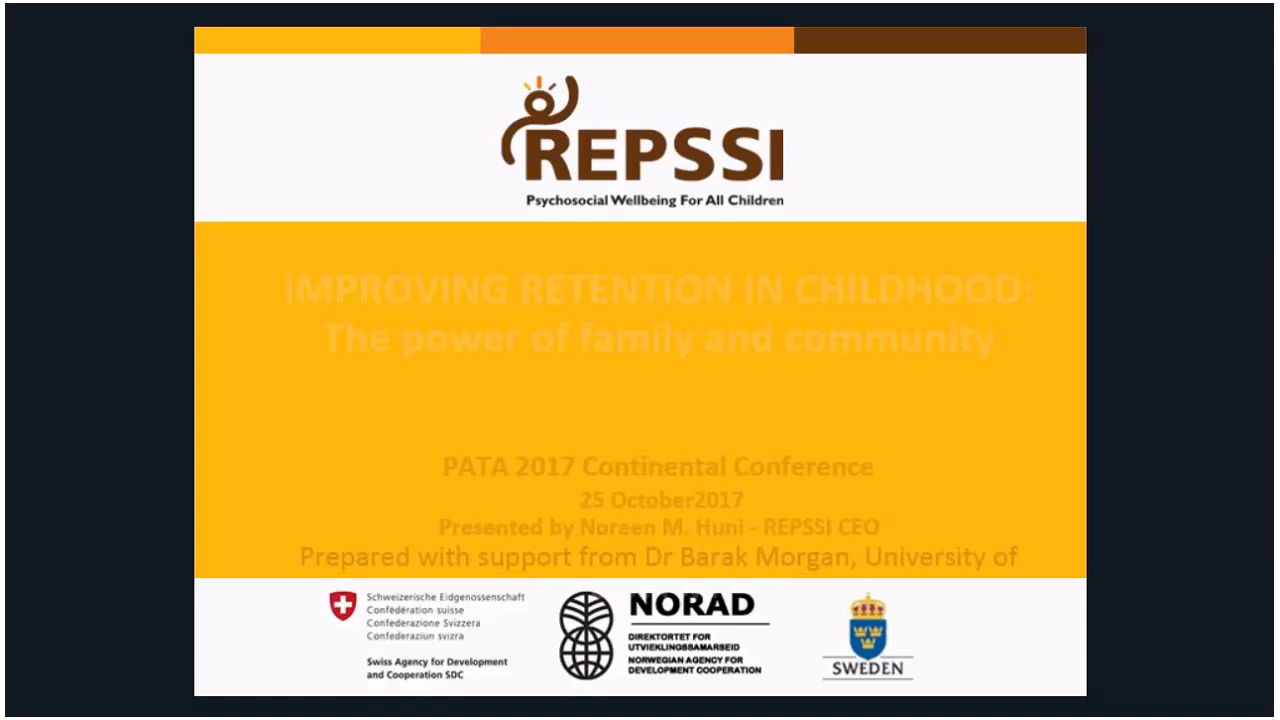 REPSSI
Psychosocial Wellbeing For All Children
IMPROVING RETENTION IN CHILDHOOD:
The power of family and community
PATA 2017 Continental Conference
25 October2017
Presented by Noreen M. Huni - REPSSI CEO
Prepared with support from Dr Barak Morgan, University of
Schweizerische Eidgenossenschaft
Confédération suisse
Confederazione Svizzera
Confederaziun svizra
Swiss Agency for Development
and Cooperation SDC
NORAD
DIREKTORTET FOR
UTVIEKLINGSSAMARSEID
NORWEGIAN AGENCY FOR
DEVELOPMENT COOPERATION
SWEDEN